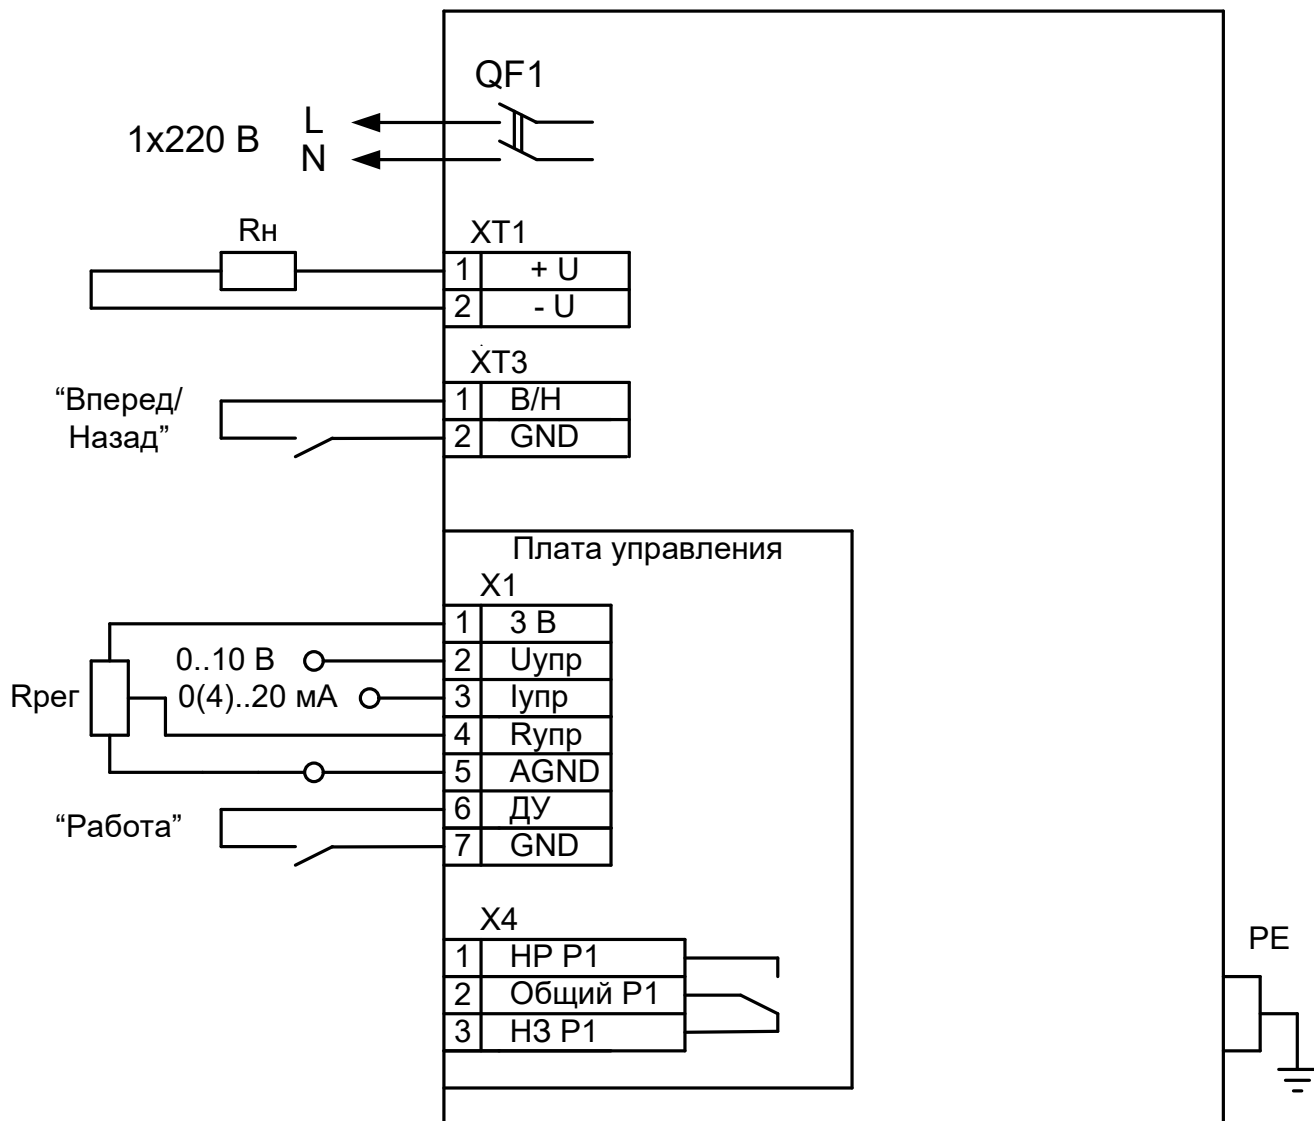 QF1
1x220 В
L
N
Rн
XT1
1 + U
2 - U
XT3
“Вперед/
Назад”
1 В/Н
2 GND
Плата управления
X1
1 3 В
0..10 В 2 Uупр
Rрег 0(4)..20 мА 3 Iупр
4 Rупр
5 AGND
“Работа”
6 ДУ
7 GND
X4
1 НР Р1
2 Общий Р1
3 НЗ Р1
PE